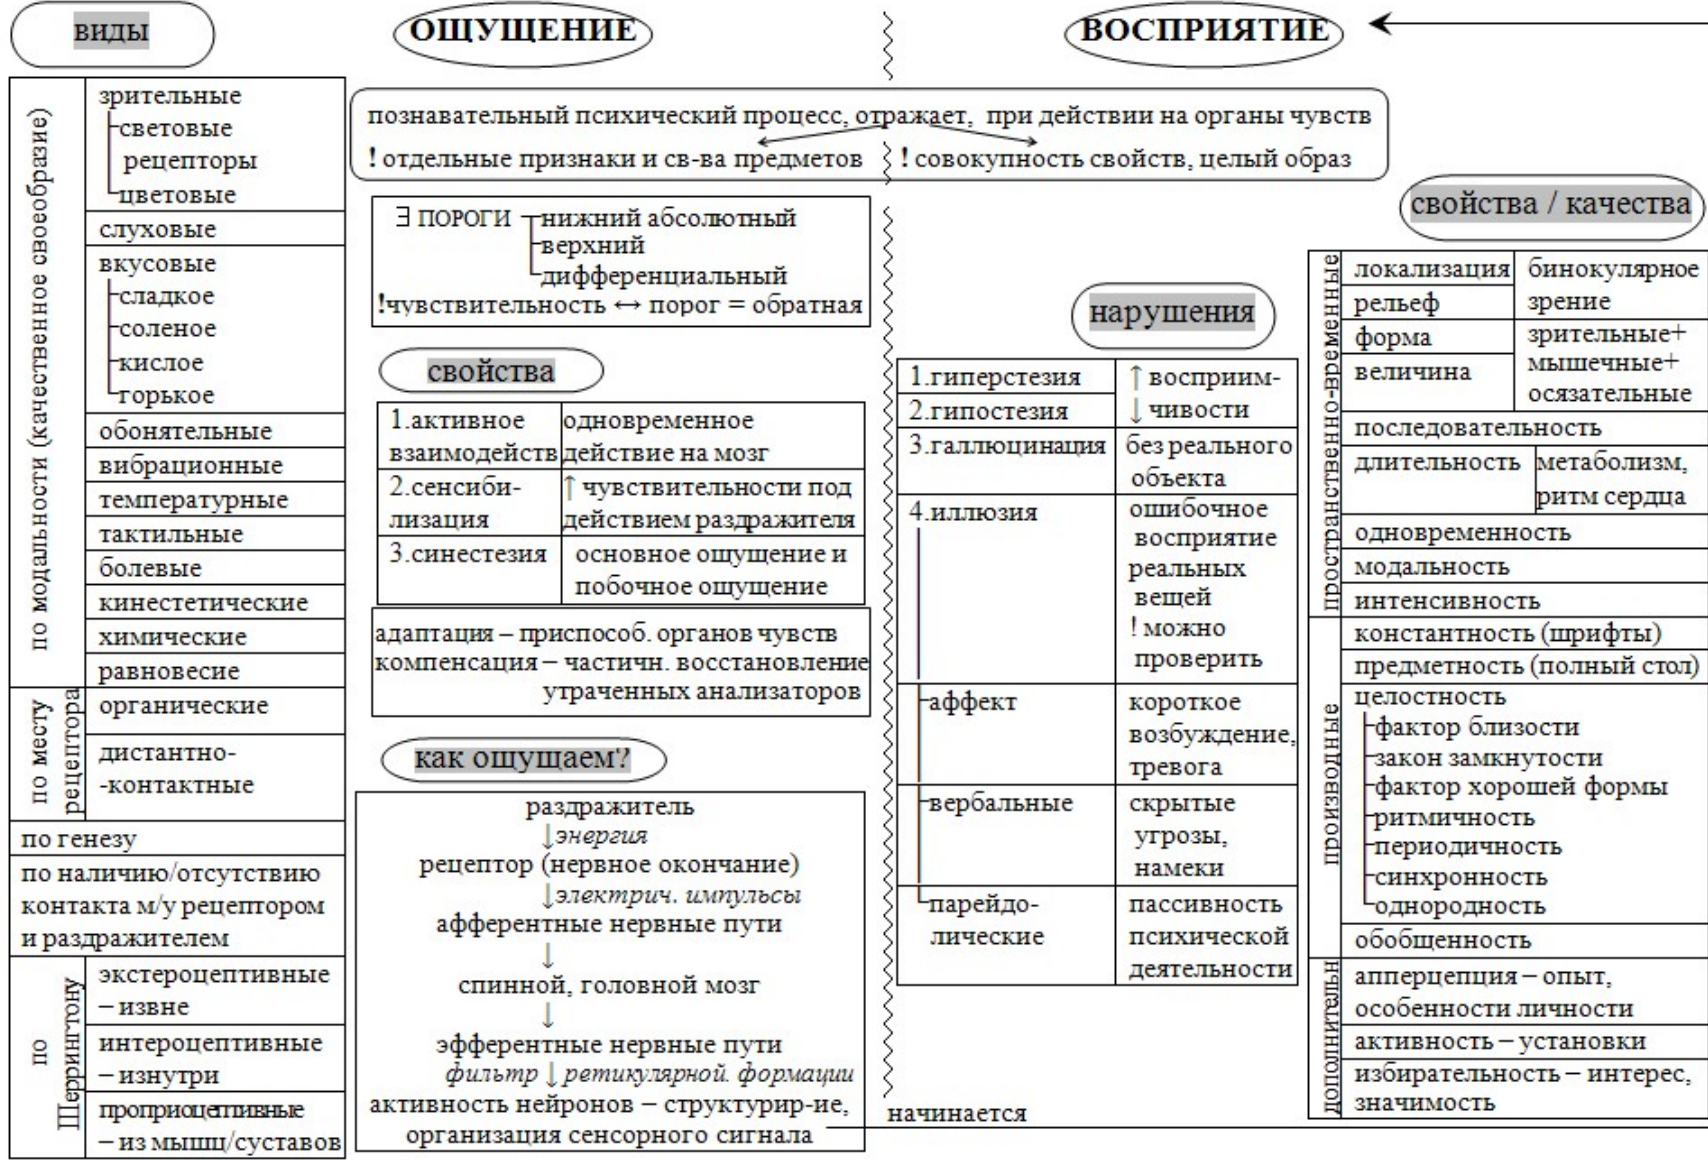 виды
ОЩУЩЕНИЕ
ВОСПРИЯТИЕ
познавательный психический процесс, отражает, при действии на органы чувств
! отдельные признаки и св-ва предметов
! совокупность свойств, целый образ
по модальности (качественное своеобразие)
зрительные
световые
рецепторы
цветовые
слуховые
вкусовые
сладкое
соленое
кислое
горькое
обонятельные
вибрационные
температурные
тактильные
болевые
кинестетические
химические
равновесие
по месту
рецептора
органические
дистантно-
-контактные
по генезу
по наличию/отсутствию
контакта м/у рецептором
и раздражителем
по
Шеррингтону
экстероцептивные
– извне
интероцептивные
– изнутри
проприоцептивные
– из мышц/суставов
∃ ПОРОГИ
нижний абсолютный
верхний
дифференциальный
!чувствительность ↔ порог = обратная
свойства
1.активное
взаимодейств
одновременное
действие на мозг
2.сенсиби-
лизация
↑ чувствительности под
действием раздражителя
3.синестезия
основное ощущение и
побочное ощущение
адаптация – приспособ. органов чувств
компенсация – частичн. восстановление
утраченных анализаторов
как ощущаем?
раздражитель
↓энергия
рецептор (нервное окончание)
↓электрич. импульсы
афферентные нервные пути
↓
спинной, головной мозг
↓
эфферентные нервные пути
фильтр ↓ ретикулярной. формации
активность нейронов – структурир-ие,
организация сенсорного сигнала
начинается
нарушения
1.гиперстезия
↑ восприим-
2.гипостезия
↓ чивости
3.галлюцинация
без реального
объекта
4.иллюзия
ошибочное
восприятие
реальных
вещей
! можно
проверить
аффект
короткое
возбуждение,
тревога
вербальные
скрытые
угрозы,
намеки
парейдо-
лические
пассивность
психической
деятельности
свойства / качества
пространственно-временные
локализация
рельеф
бинокулярное
зрение
форма
величина
зрительные+
мышечные+
осязательные
последовательность
длительность
метаболизм,
ритм сердца
одновременность
модальность
интенсивность
производные
константность (шрифты)
предметность (полный стол)
целостность
фактор близости
закон замкнутости
фактор хорошей формы
ритмичность
периодичность
синхронность
однородность
обобщенность
дополнительн
апперцепция – опыт,
особенности личности
активность – установки
избирательность – интерес,
значимость